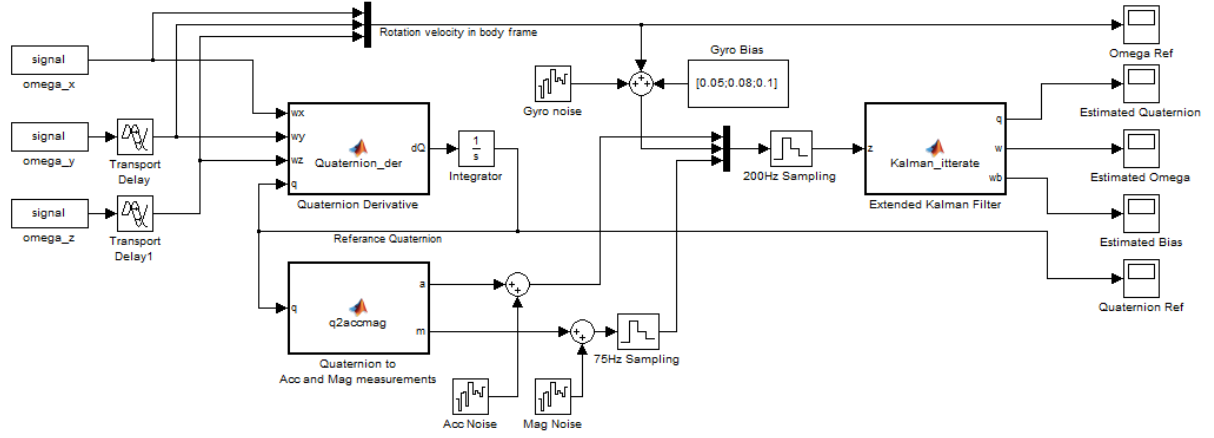 Rotation velocity in body frame
Omega Ref
signal
omega_x
Gyro Bias
[0.05;0.08;0.1]
Gyro noise
Estimated Quaternion
signal
omega_y
Transport
Delay
wx
wy
wz
q
Quaternion_der
dQ
Quaternion Derivative
1
s
Integrator
200Hz Sampling
z
Kalman_itterate
q
w
wb
Extended Kalman Filter
Estimated Omega
signal
omega_z
Transport
Delay1
Referance Quaternion
Estimated Bias
q
q2accmag
a
m
Quaternion to
Acc and Mag measurements
+
+
+
+
+
+
+
75Hz Sampling
Quaternion Ref
Acc Noise
Mag Noise